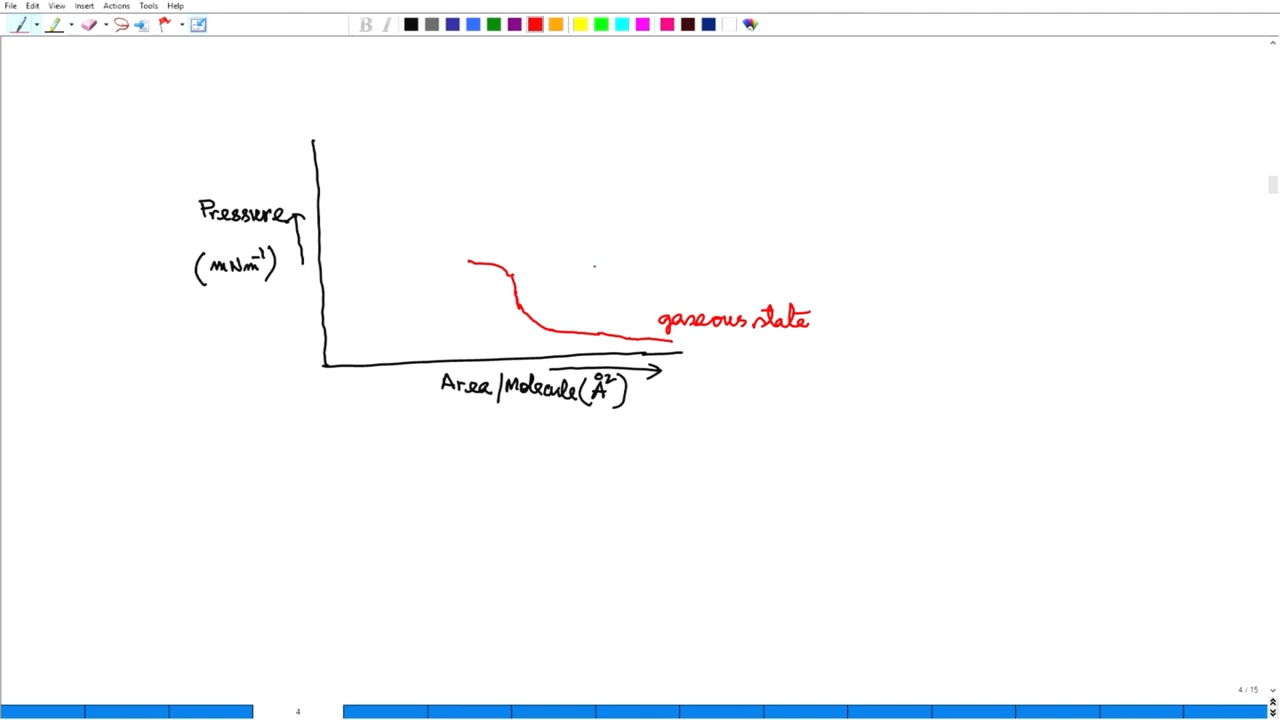 File Edit View Insert Actions Tools Help
B I
Pressure
(mNm⁻¹)
gaseous state
Area/Molecule(Å²)
4 / 15
4